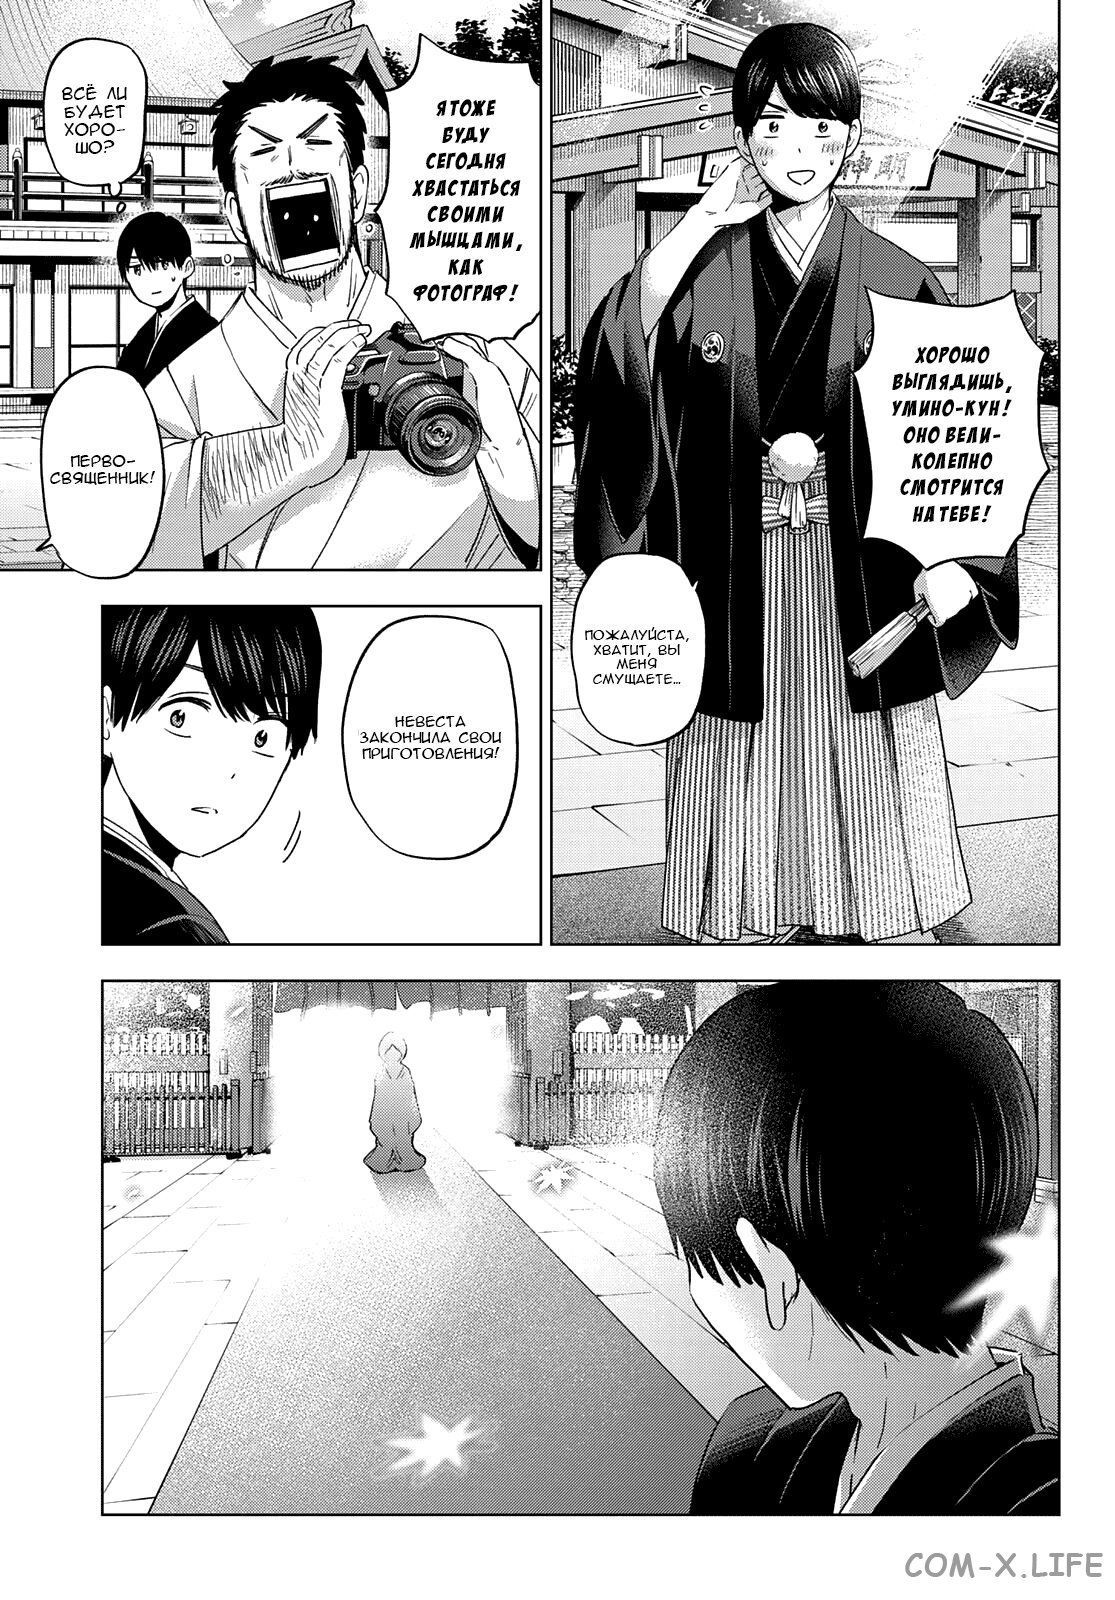 ХОРОШО
ВЫГЛЯДИШЬ,
УМИНО-КУН!
ОНО ВЕЛИ-
КОЛЕПНО
СМОТРИТСЯ
НА ТЕБЕ!
ПОЖАЛУЙСТА,
ХВАТИТ, ВЫ
МЕНЯ
СМУЩАЕТЕ...
Я ТОЖЕ
БУДУ
СЕГОДНЯ
ХВАСТАТЬСЯ
СВОИМИ
МЫШЦАМИ,
КАК
ФОТОГРАФ!
ВСЁ ЛИ
БУДЕТ
ХОРО-
ШО?
ПЕРВО-
СВЯЩЕННИК!
НЕВЕСТА
ЗАКОНЧИЛА СВОИ
ПРИГОТОВЛЕНИЯ!
COM-X.LIFE